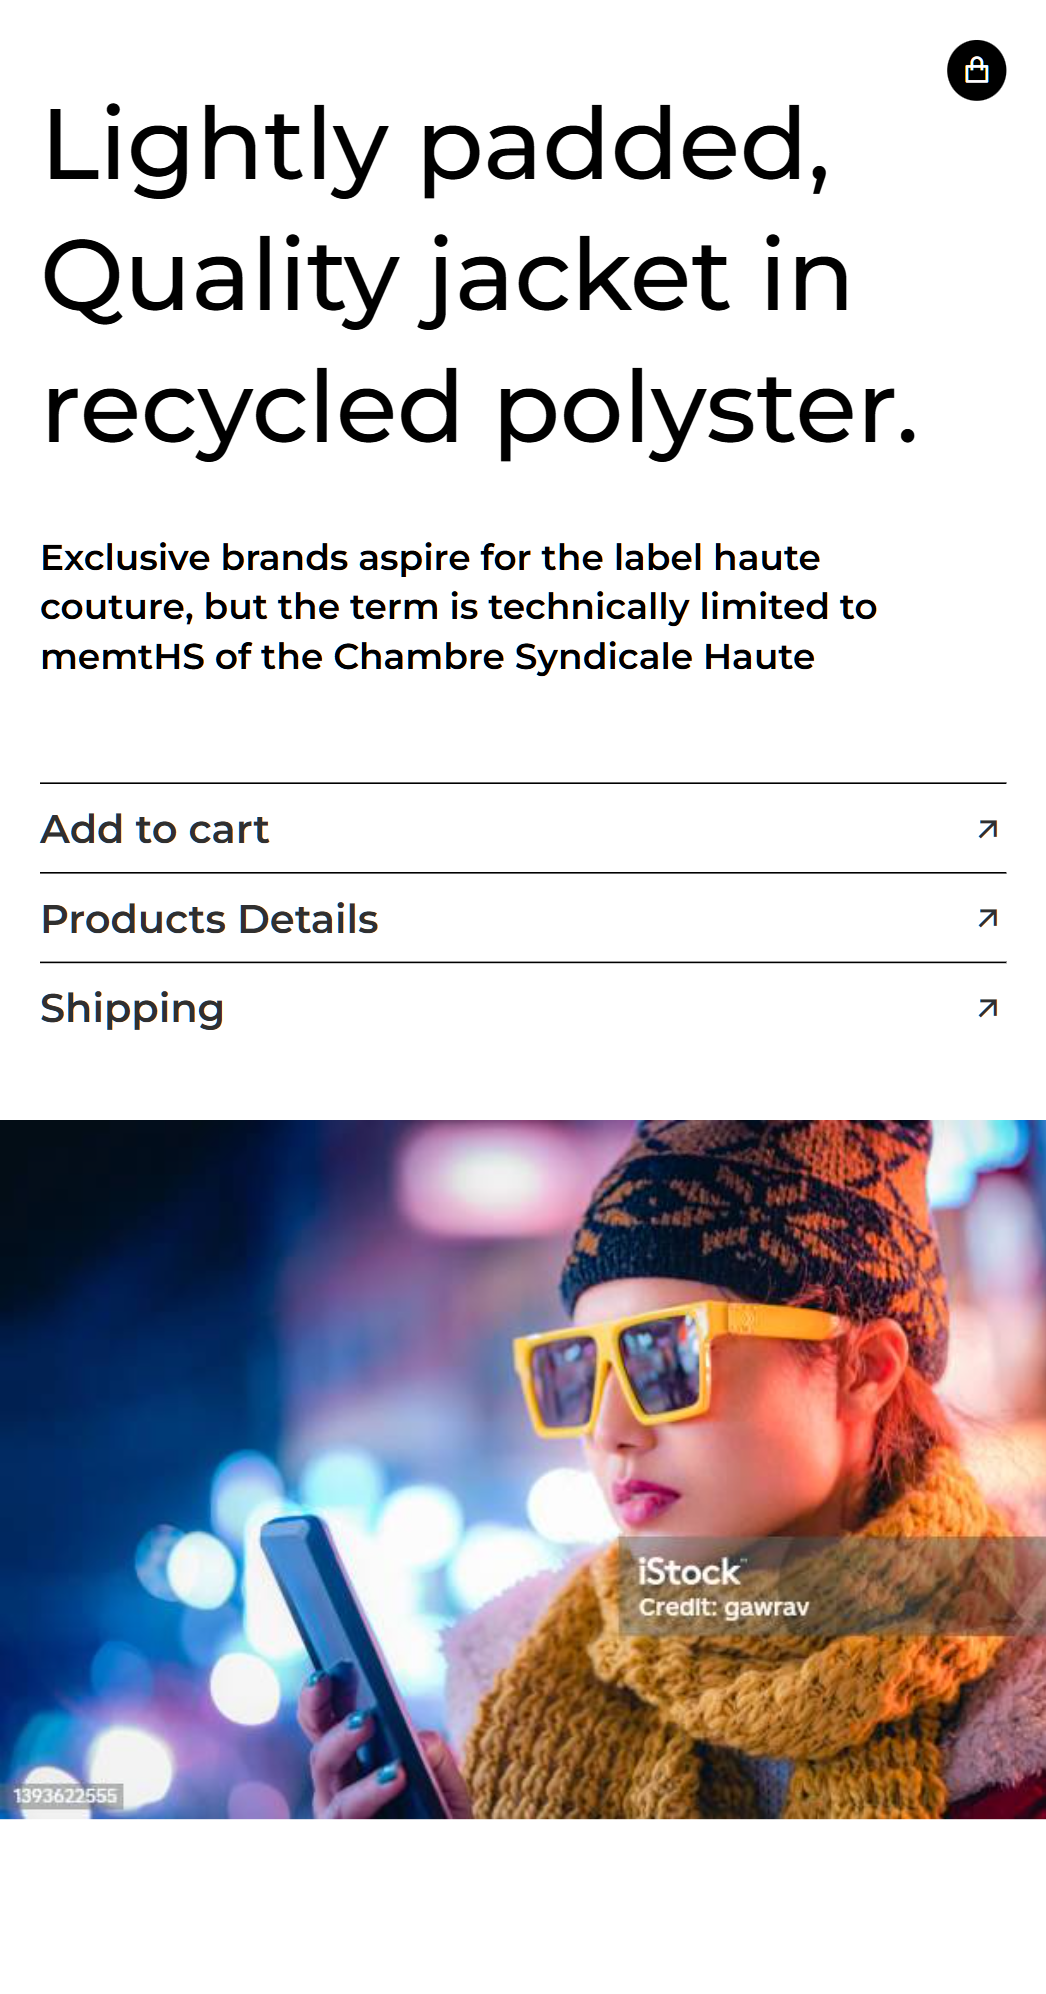 Lightly padded,
Quality jacket in
recycled polyster.
Exclusive brands aspire for the label haute
couture, but the term is technically limited to
memtHS of the Chambre Syndicale Haute
Add to cart
Products Details
Shipping
iStock™
Credit: gawrav
1393622555